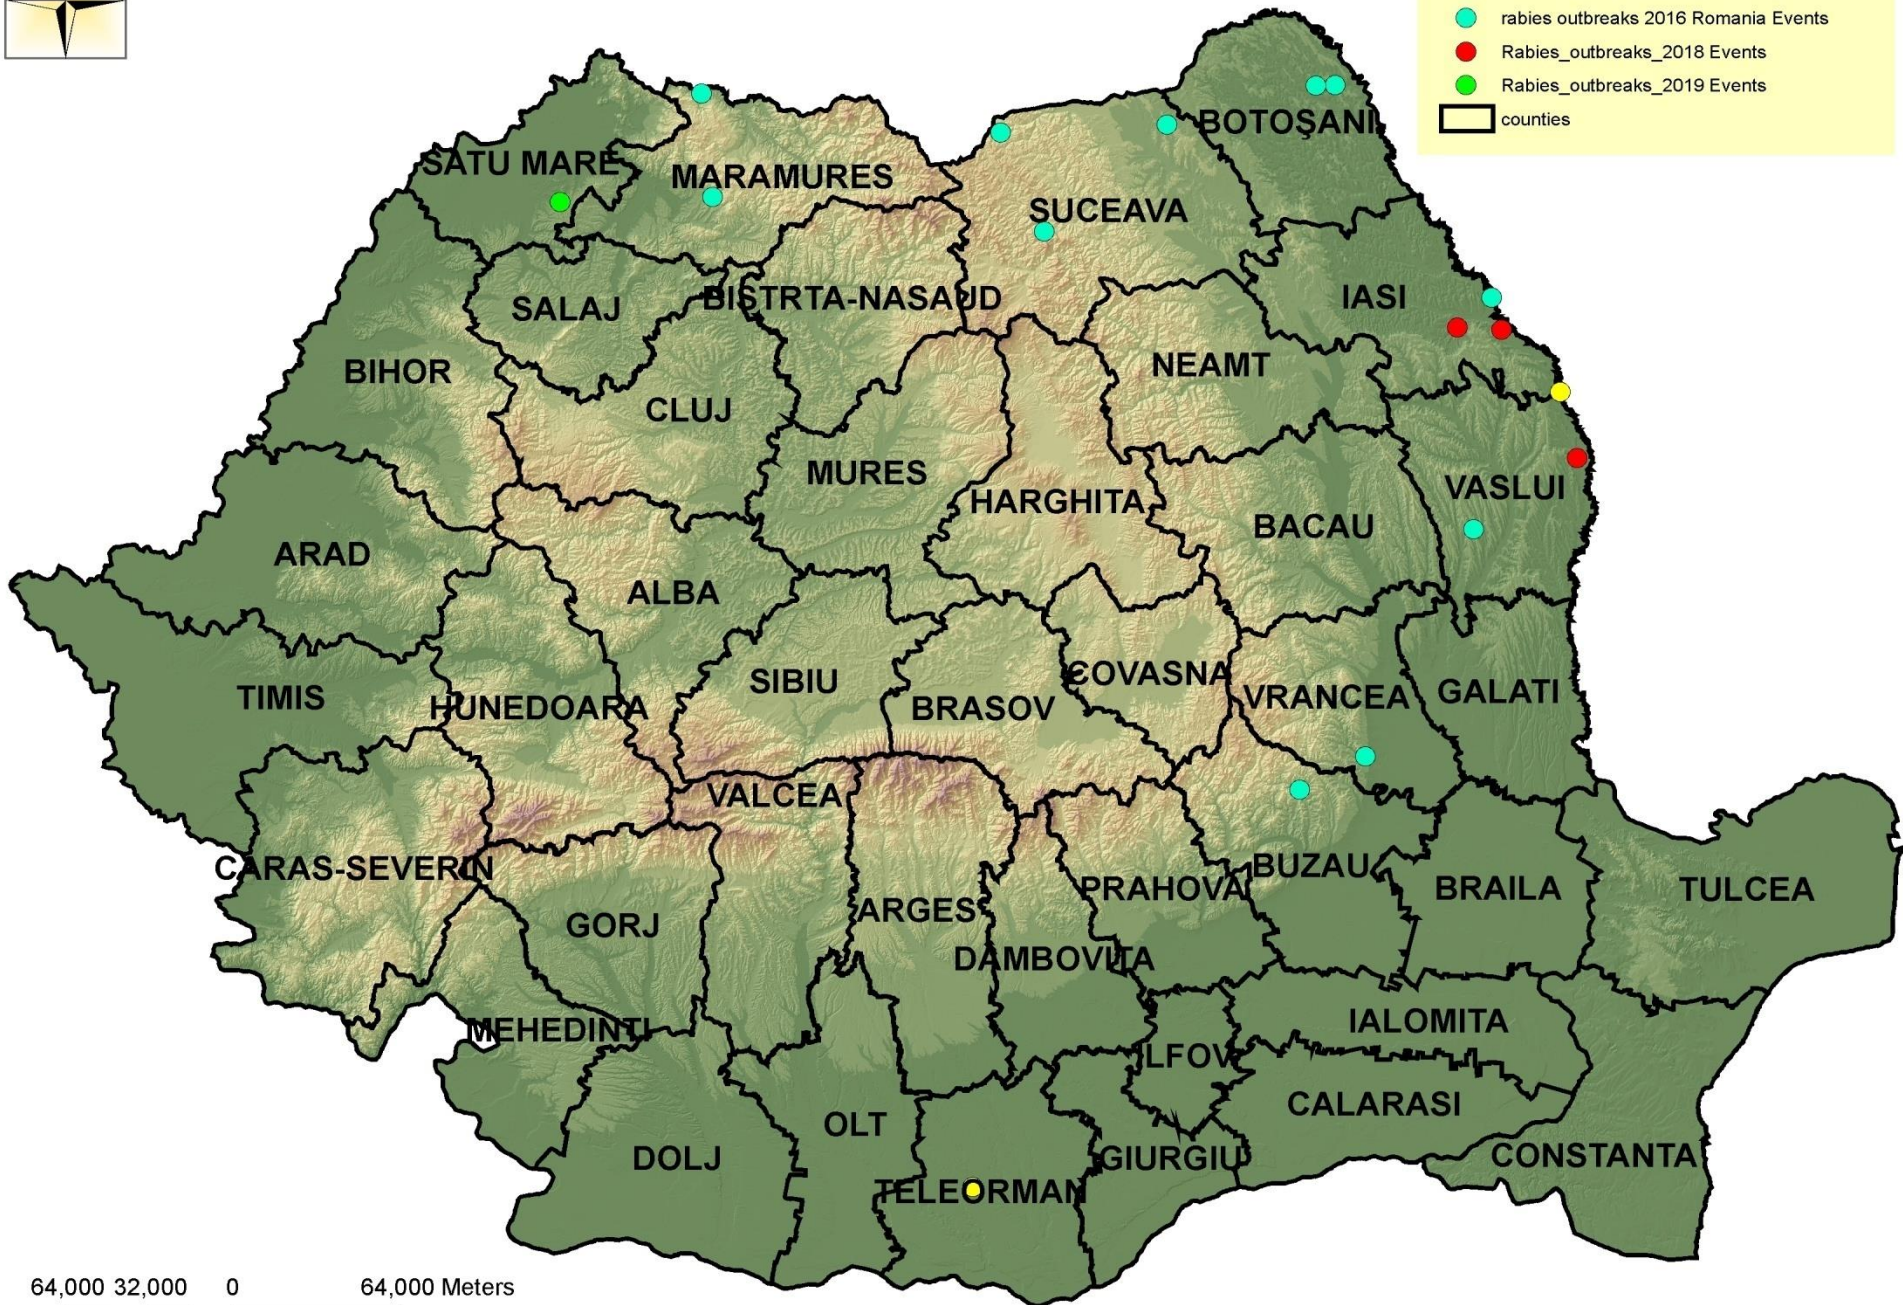 rabies outbreaks 2016 Romania Events
Rabies_outbreaks_2018 Events
Rabies_outbreaks_2019 Events
counties
BOTOŞANI
SATU MARE
MARAMURES
SUCEAVA
SALAJ
BISTRTA-NASAUD
IASI
BIHOR
NEAMT
CLUJ
MURES
HARGHITA
VASLUI
BACAU
ARAD
ALBA
COVASNA
SIBIU
TIMIS
HUNEDOARA
BRASOV
VRANCEA
GALATI
VALCEA
CARAS-SEVERIN
BUZAU
PRAHOVA
BRAILA
TULCEA
GORJ
ARGES
DAMBOVITA
MEHEDINTI
IALOMITA
ILFOV
CALARASI
OLT
DOLJ
GIURGIU
CONSTANTA
TELEORMAN
64,000 32,000 0 64,000 Meters